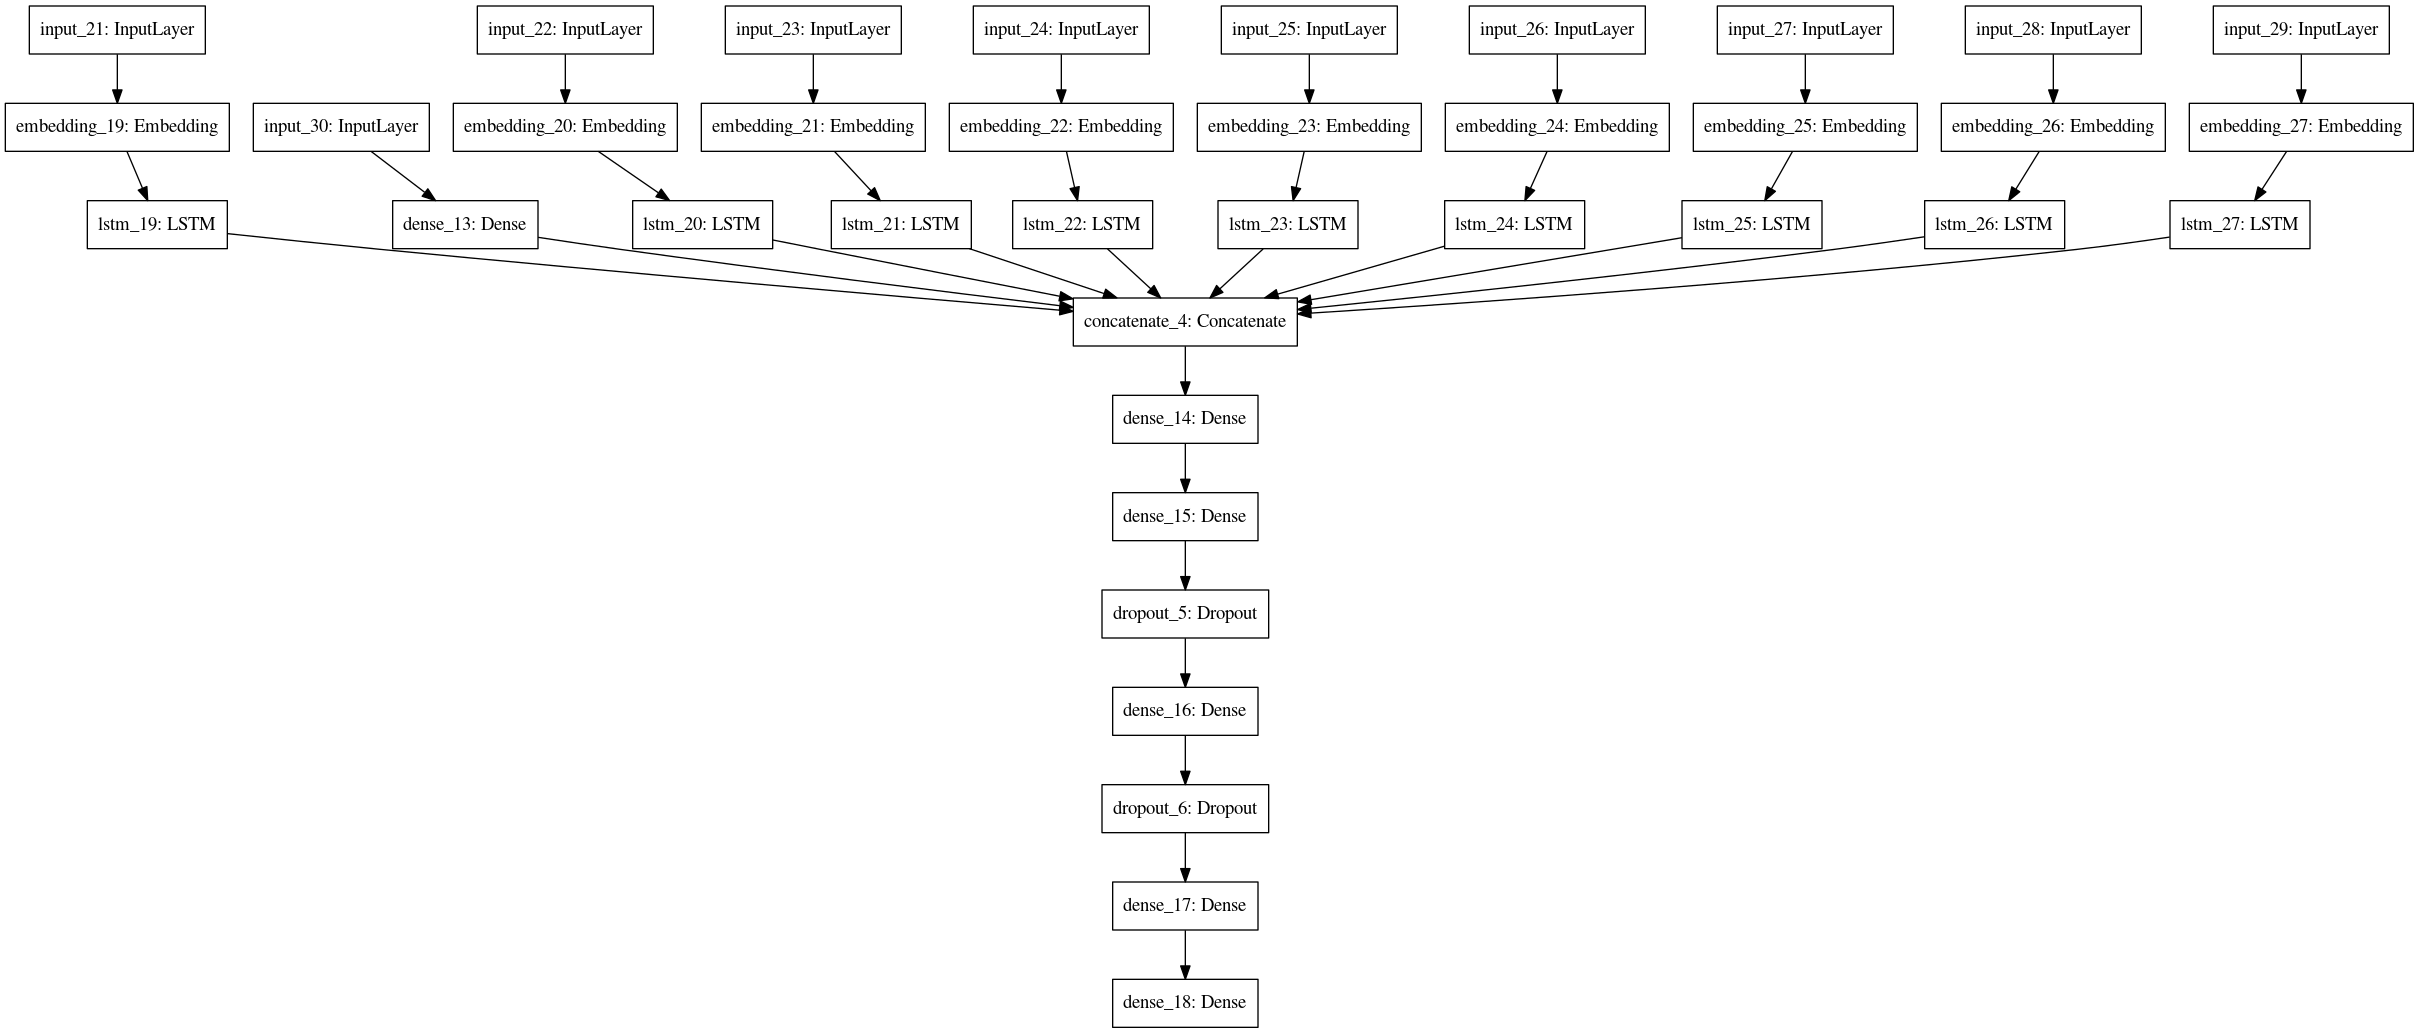 input_21: InputLayer
input_22: InputLayer
input_23: InputLayer
input_24: InputLayer
input_25: InputLayer
input_26: InputLayer
input_27: InputLayer
input_28: InputLayer
input_29: InputLayer
embedding_19: Embedding
input_30: InputLayer
embedding_20: Embedding
embedding_21: Embedding
embedding_22: Embedding
embedding_23: Embedding
embedding_24: Embedding
embedding_25: Embedding
embedding_26: Embedding
embedding_27: Embedding
lstm_19: LSTM
dense_13: Dense
lstm_20: LSTM
lstm_21: LSTM
lstm_22: LSTM
lstm_23: LSTM
lstm_24: LSTM
lstm_25: LSTM
lstm_26: LSTM
lstm_27: LSTM
concatenate_4: Concatenate
dense_14: Dense
dense_15: Dense
dropout_5: Dropout
dense_16: Dense
dropout_6: Dropout
dense_17: Dense
dense_18: Dense